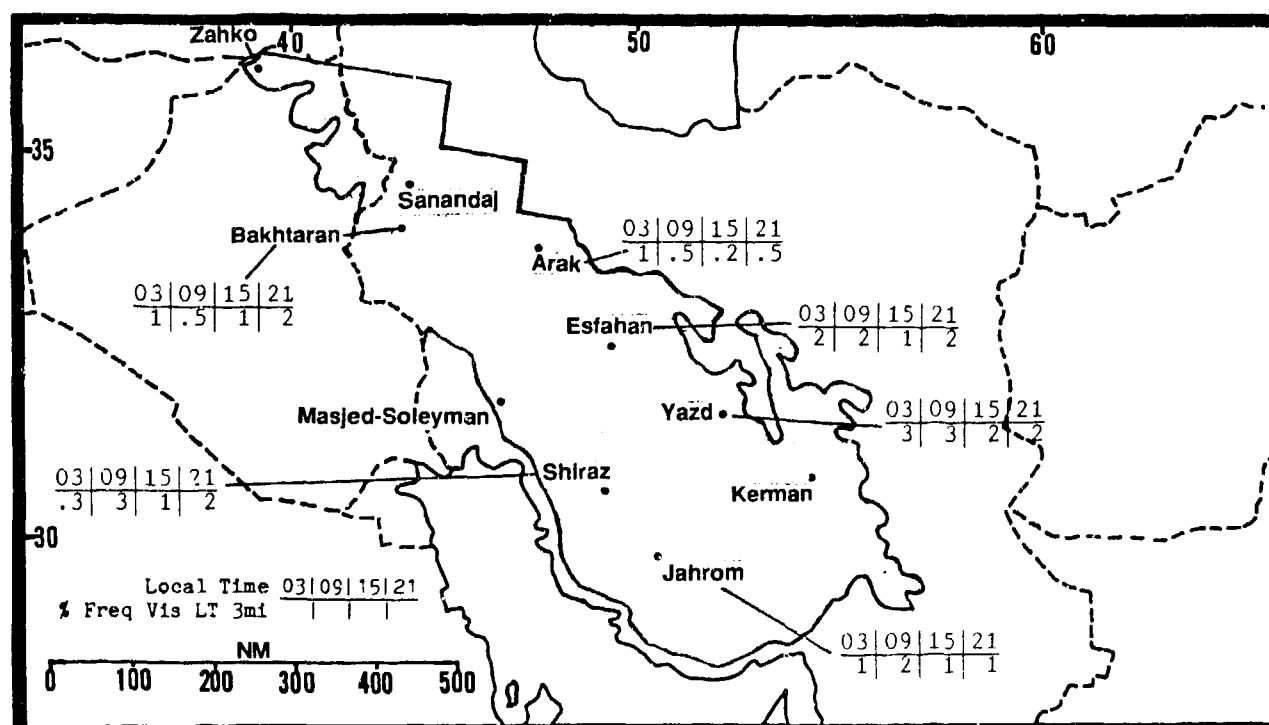 Zahko
40
50
60
35
Sanandaj
Bakhtaran
03|09|15|21
1|.5|1|2
03|09|15|21
1|.5|.2|.5
Arak
Esfahan
03|09|15|21
2|2|1|2
Masjed-Soleyman
Yazd
03|09|15|21
3|3|2|2
Shiraz
03|09|15|21
.3|3|1|2
Kerman
30
Jahrom
Local Time 03|09|15|21
% Freq Vis LT 3mi
03|09|15|21
1|2|1|1
NM
0 100 200 300 400 500